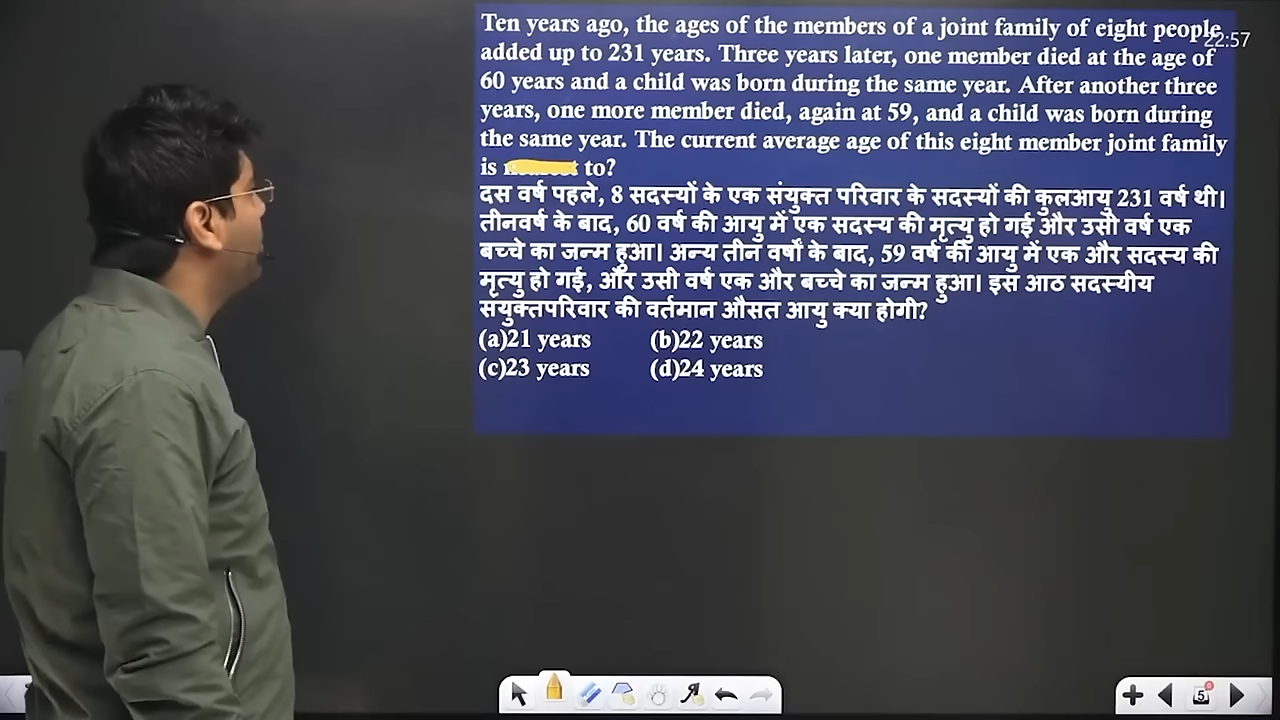 Ten years ago, the ages of the members of a joint family of eight people
22:57
added up to 231 years. Three years later, one member died at the age of
60 years and a child was born during the same year. After another three
years, one more member died, again at 59, and a child was born during
the same year. The current average age of this eight member joint family
is to?
दस वर्ष पहले, 8 सदस्यों के एक संयुक्त परिवार के सदस्यों की कुलआयु 231 वर्ष थी।
तीनवर्ष के बाद, 60 वर्ष की आयु में एक सदस्य की मृत्यु हो गई और उसी वर्ष एक
बच्चे का जन्म हुआ। अन्य तीन वर्षों के बाद, 59 वर्ष की आयु में एक और सदस्य की
मृत्यु हो गई, और उसी वर्ष एक और बच्चे का जन्म हुआ। इस आठ सदस्यीय
संयुक्तपरिवार की वर्तमान औसत आयु क्या होगी?
(a)21 years (b)22 years
(c)23 years (d)24 years
5